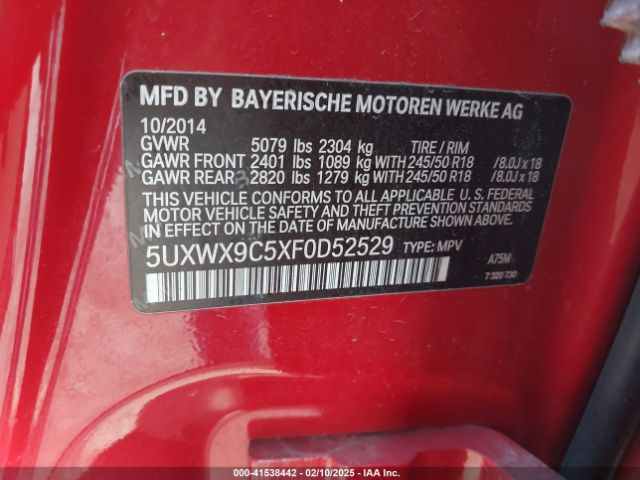 MFD BY BAYERISCHE MOTOREN WERKE AG
10/2014
GVWR 5079 lbs 2304 kg TIRE / RIM
GAWR FRONT 2401 lbs 1089 kg WITH 245/50 R18 /8.0J x 18
GAWR REAR 2820 lbs 1279 kg WITH 245/50 R18 /8.0J x 18
THIS VEHICLE CONFORMS TO ALL APPLICABLE U. S. FEDERAL
MOTOR VEHICLE SAFETY AND THEFT PREVENTION STANDARDS
IN EFFECT ON THE DATE OF MANUFACTURE SHOWN ABOVE.
5UXWX9C5XF0D52529 TYPE: MPV
A75M
7 320 730
000-41538442 — 02/10/2025 — IAA Inc.